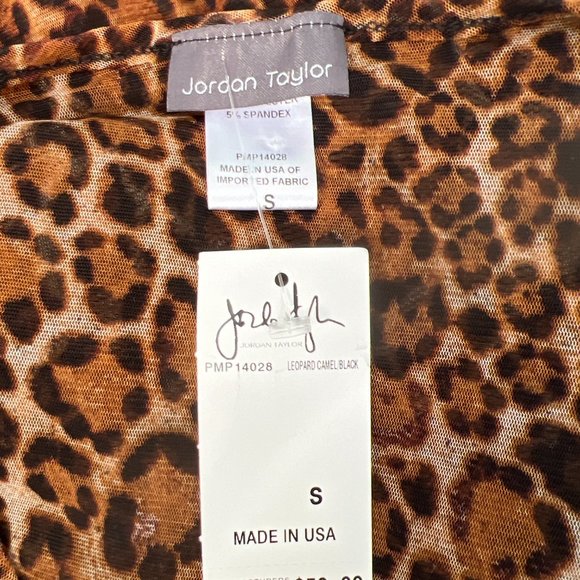 Jordan Taylor
5% SPANDEX
PMP14028
MADE IN USA OF
IMPORTED FABRIC
S
JORDAN TAYLOR
PMP14028 LEOPARD CAMEL/BLACK
S
MADE IN USA